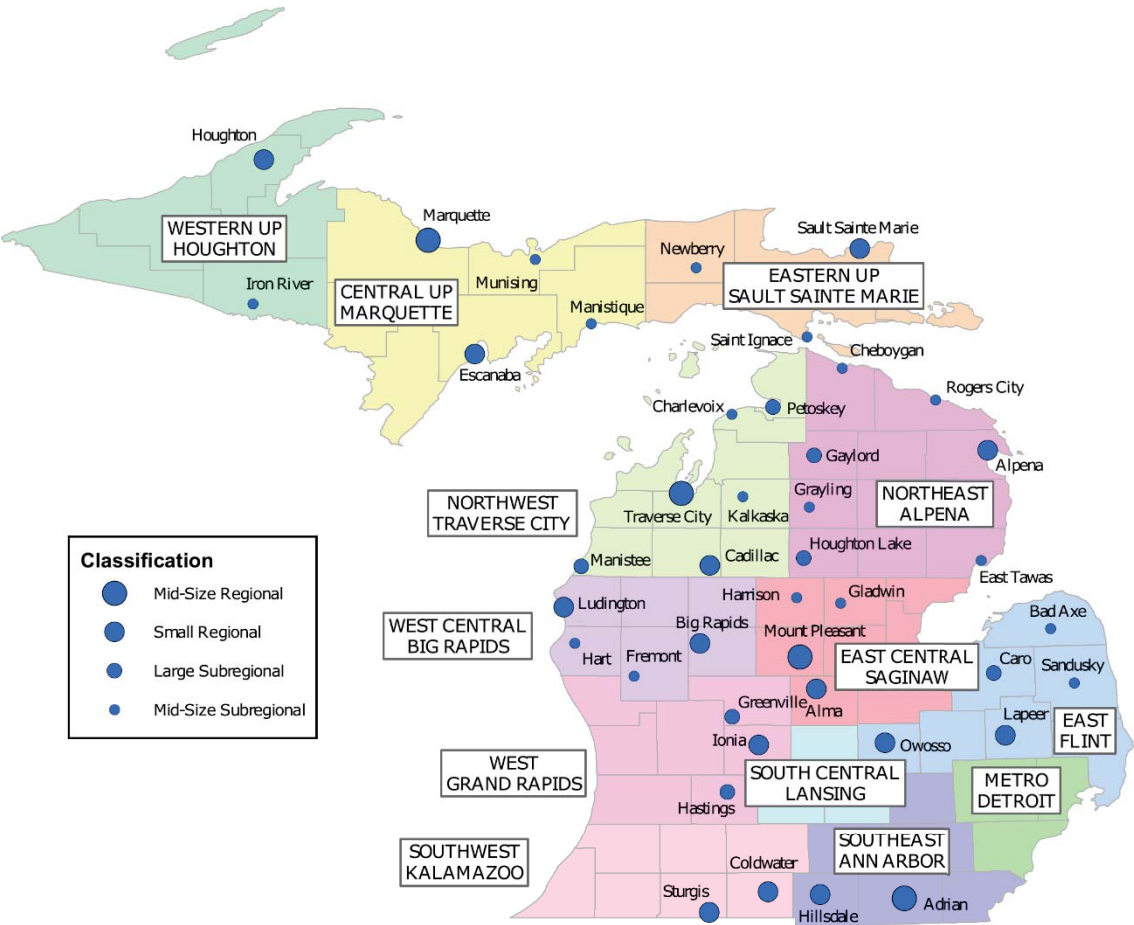 Houghton
WESTERN UP
HOUGHTON
Iron River
Marquette
Munising
CENTRAL UP
MARQUETTE
Manistique
Escanaba
Sault Sainte Marie
Newberry
EASTERN UP
SAULT SAINTE MARIE
Saint Ignace
Cheboygan
Rogers City
Charlevoix
Petoskey
Gaylord
Alpena
NORTHWEST
TRAVERSE CITY
Traverse City
Kalkaska
Grayling
NORTHEAST
ALPENA
Manistee
Cadillac
Houghton Lake
East Tawas
Classification
Mid-Size Regional
Small Regional
Large Subregional
Mid-Size Subregional
Ludington
WEST CENTRAL
BIG RAPIDS
Hart
Fremont
Big Rapids
Harrison
Gladwin
Mount Pleasant
EAST CENTRAL
SAGINAW
Bad Axe
Caro
Sandusky
Greenville
Alma
Lapeer
EAST
FLINT
Ionia
Owosso
WEST
GRAND RAPIDS
Hastings
SOUTH CENTRAL
LANSING
METRO
DETROIT
SOUTHWEST
KALAMAZOO
SOUTHEAST
ANN ARBOR
Coldwater
Sturgis
Hillsdale
Adrian